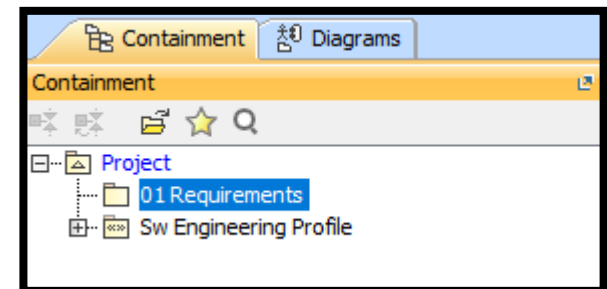 Containment Diagrams
Containment
Project
01 Requirements
«»
Sw Engineering Profile